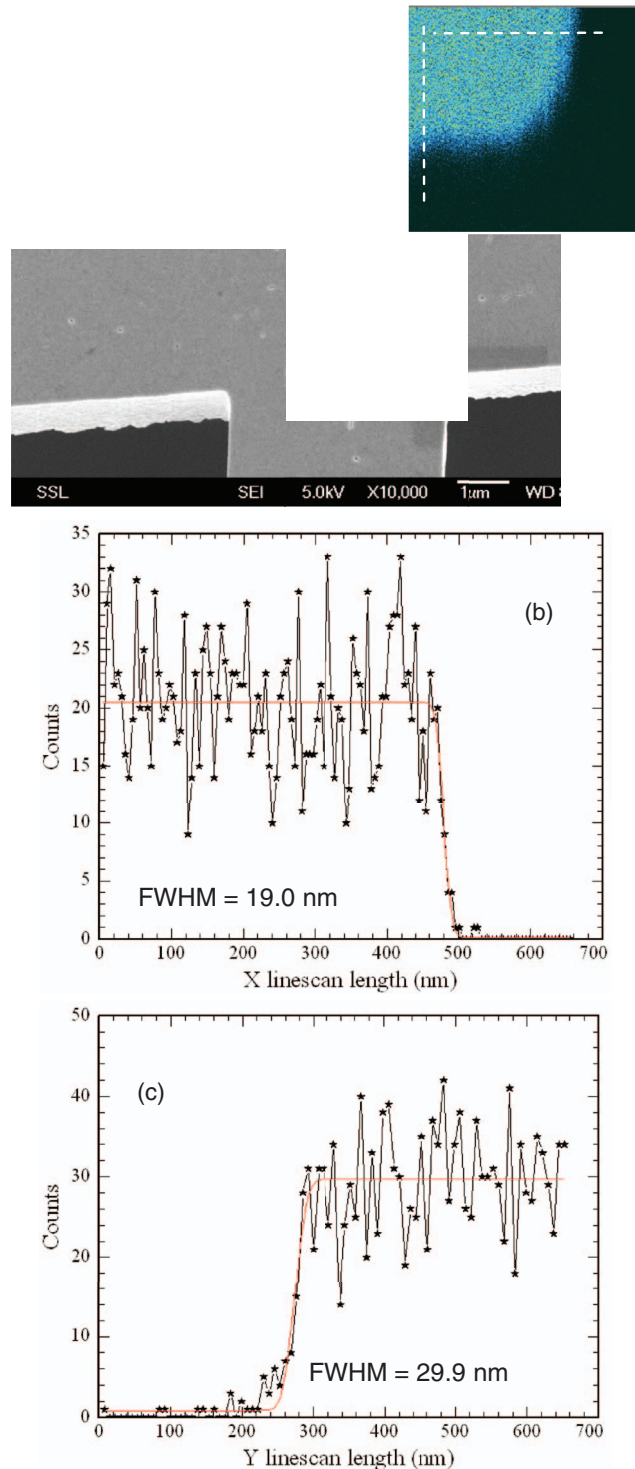 SSL SEI 5.0kV X10,000 1µm WD
35
30
25
20
15
10
5
0
Counts
(b)
FWHM = 19.0 nm
0 100 200 300 400 500 600 700
X linescan length (nm)
50
40
30
20
10
0
Counts
(c)
FWHM = 29.9 nm
0 100 200 300 400 500 600 700
Y linescan length (nm)